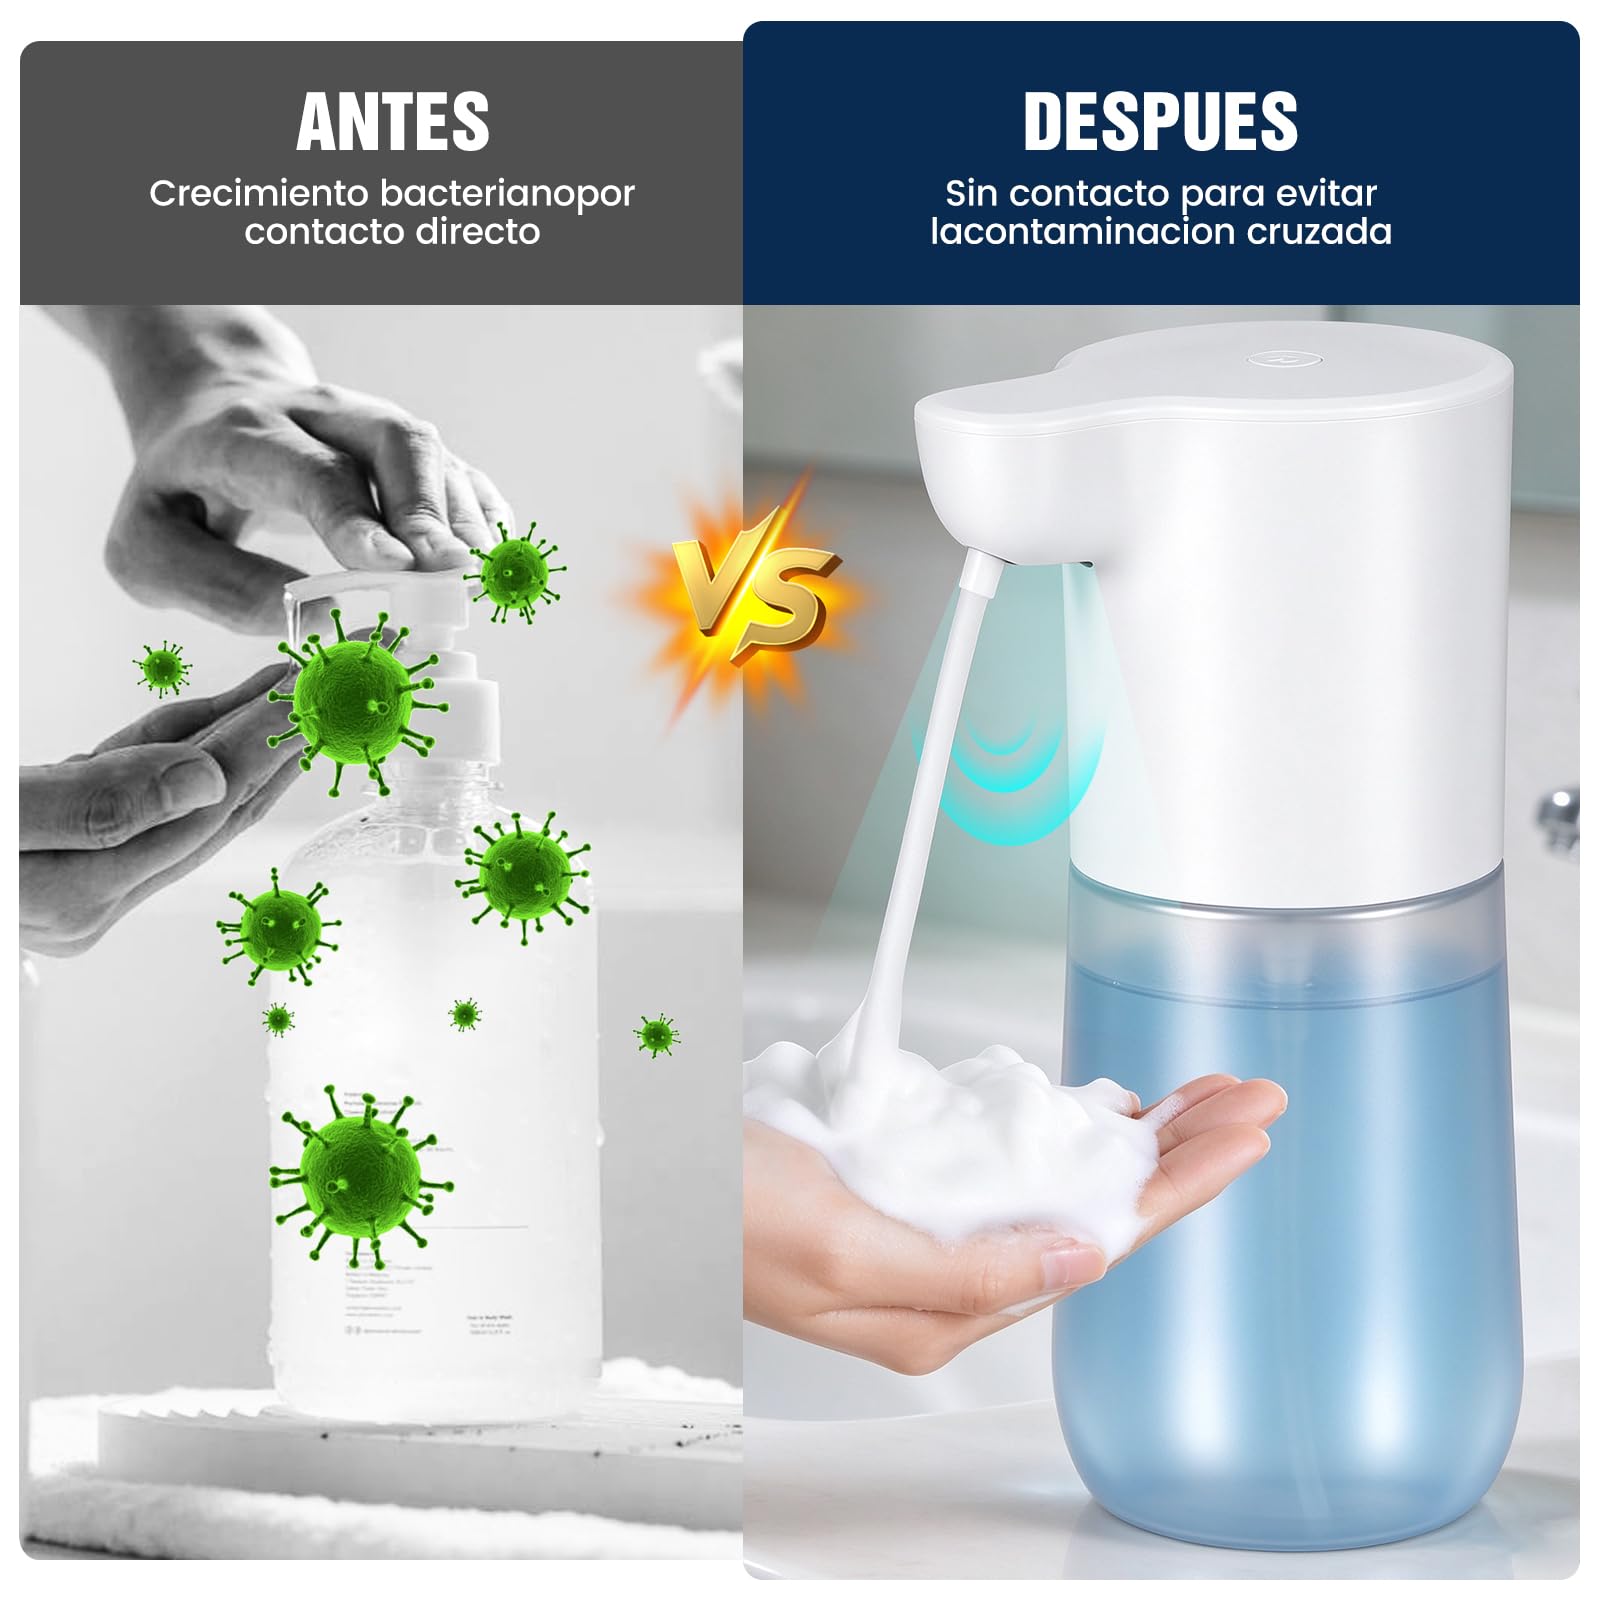 ANTES
Crecimiento bacterianopor
contacto directo
DESPUES
Sin contacto para evitar
lacontaminacion cruzada
VS